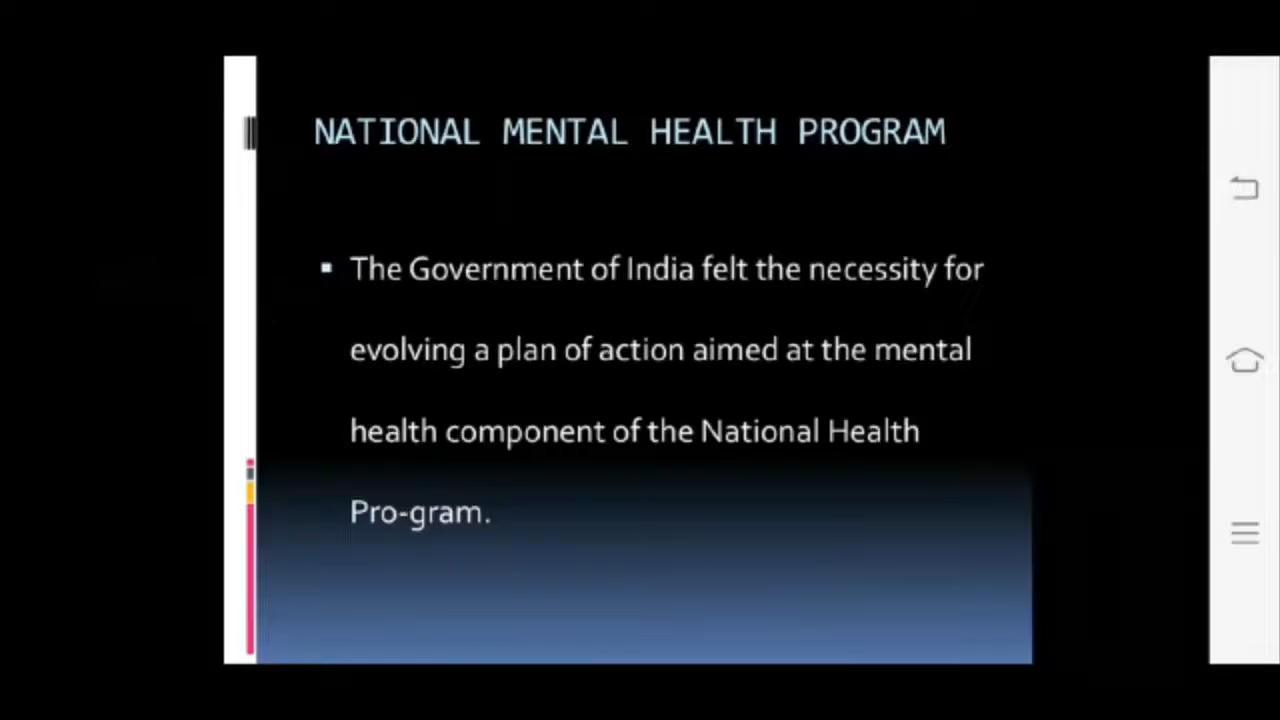 NATIONAL MENTAL HEALTH PROGRAM
▪ The Government of India felt the necessity for
evolving a plan of action aimed at the mental
health component of the National Health
Pro-gram.